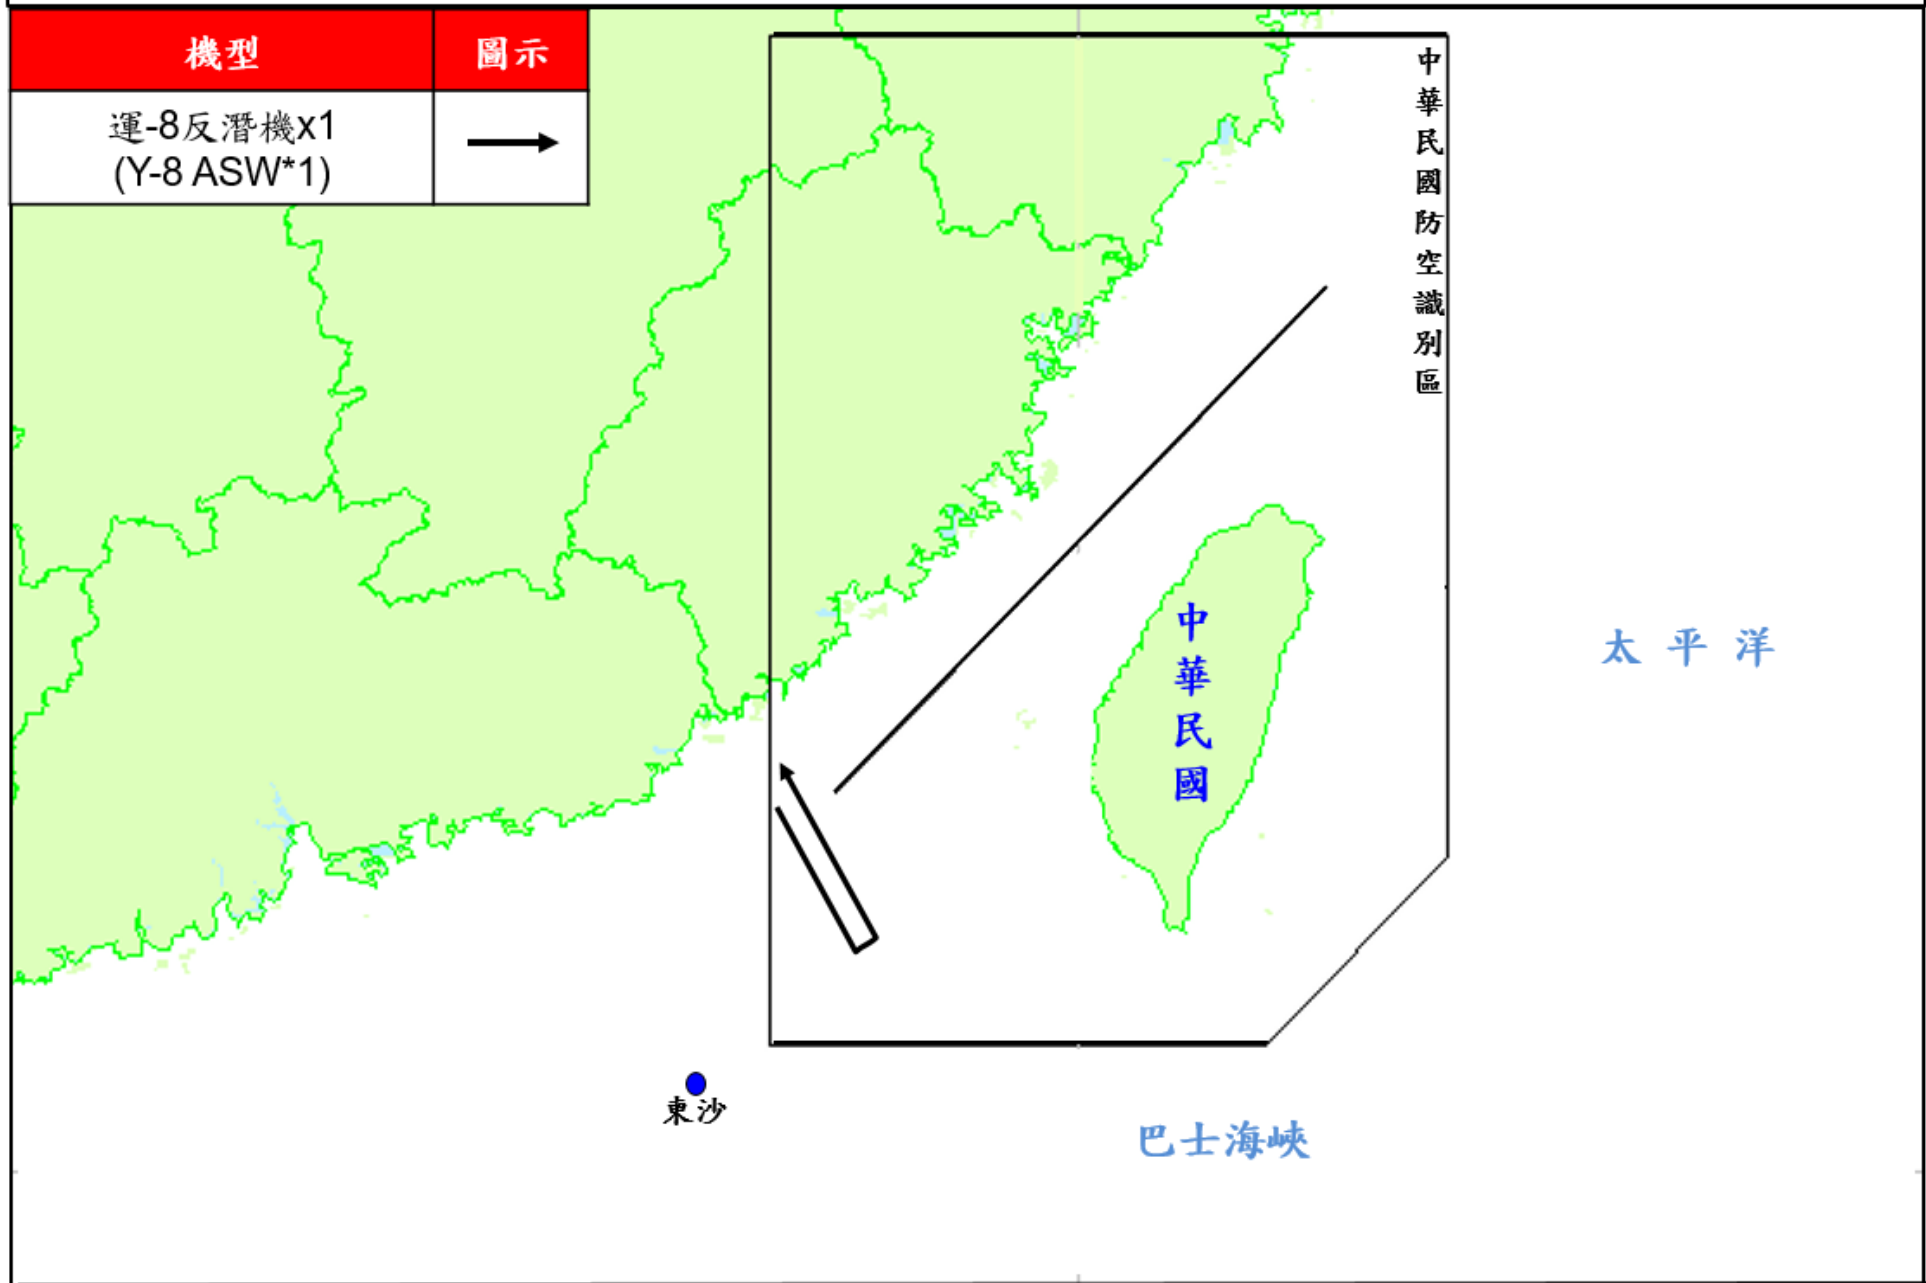 機型 圖示
運-8反潛機x1
(Y-8 ASW*1)
中華民國防空識別區
中華民國
太平洋
東沙
巴士海峽